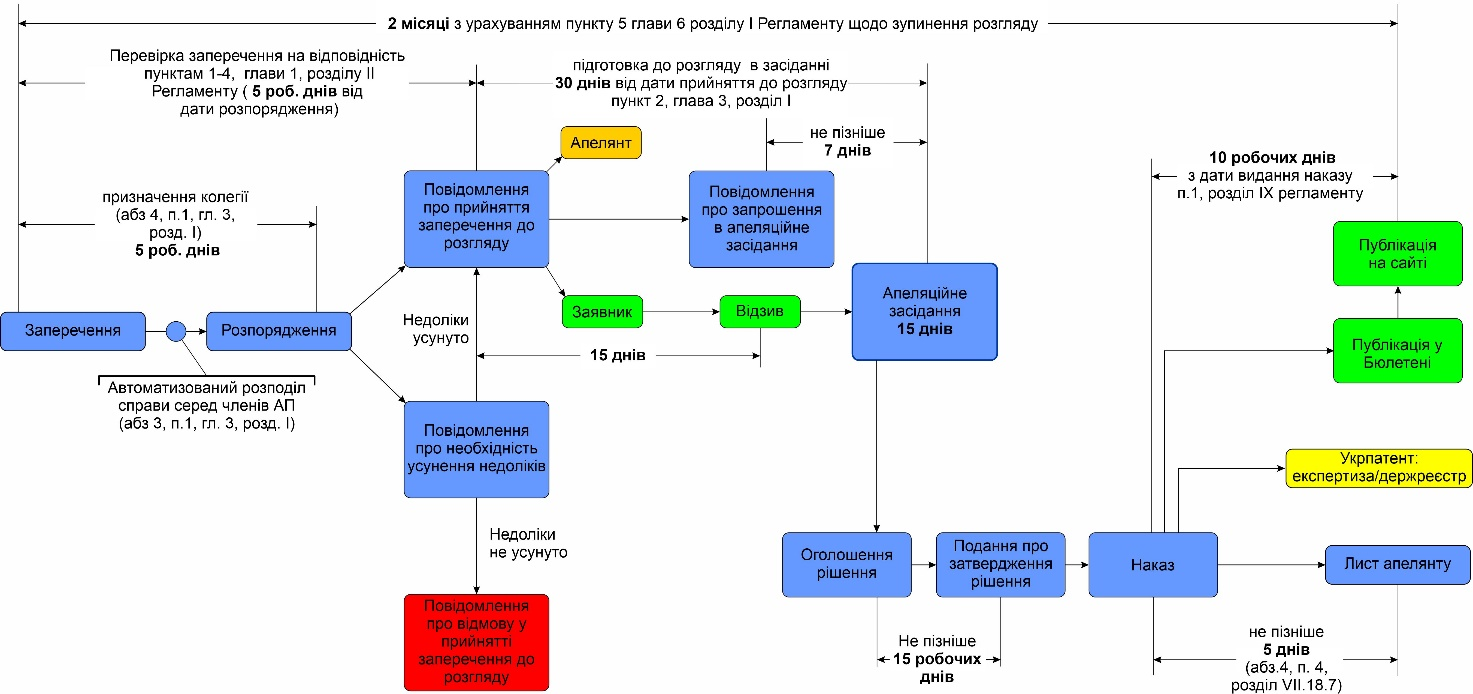 2 місяці з урахуванням пункту 5 глави 6 розділу І Регламенту щодо зупинення розгляду
Перевірка заперечення на відповідність
пунктам 1-4, глави 1, розділу ІІ
Регламенту ( 5 роб. днів від
дати розпорядження)
підготовка до розгляду в засіданні
30 днів від дати прийняття до розгляду
пункт 2, глава 3, розділ І
не пізніше
7 днів
Апелянт
10 робочих днів
з дати видання наказу
п.1, розділ IX регламенту
призначення колегії
(абз 4, п.1, гл. 3,
розд. І)
5 роб. днів
Повідомлення
про прийняття
заперечення до
розгляду
Повідомлення
про запрошення
в апеляційне
засідання
Публікація
на сайті
Заперечення
Розпорядження
Недоліки
усунуто
Заявник
Відзив
Апеляційне
засідання
15 днів
15 днів
Публікація у
Бюлетені
Автоматизований розподіл
справи серед членів АП
(абз 3, п.1, гл. 3, розд. І)
Повідомлення
про необхідність
усунення недоліків
Укрпатент:
експертиза/держреєстр
Недоліки
не усунуто
Оголошення
рішення
Подання про
затвердження
рішення
Наказ
Лист апелянту
Повідомлення
про відмову у
прийнятті
заперечення до
розгляду
Не пізніше
15 робочих
днів
не пізніше
5 днів
(абз.4, п. 4,
розділ VII.18.7)